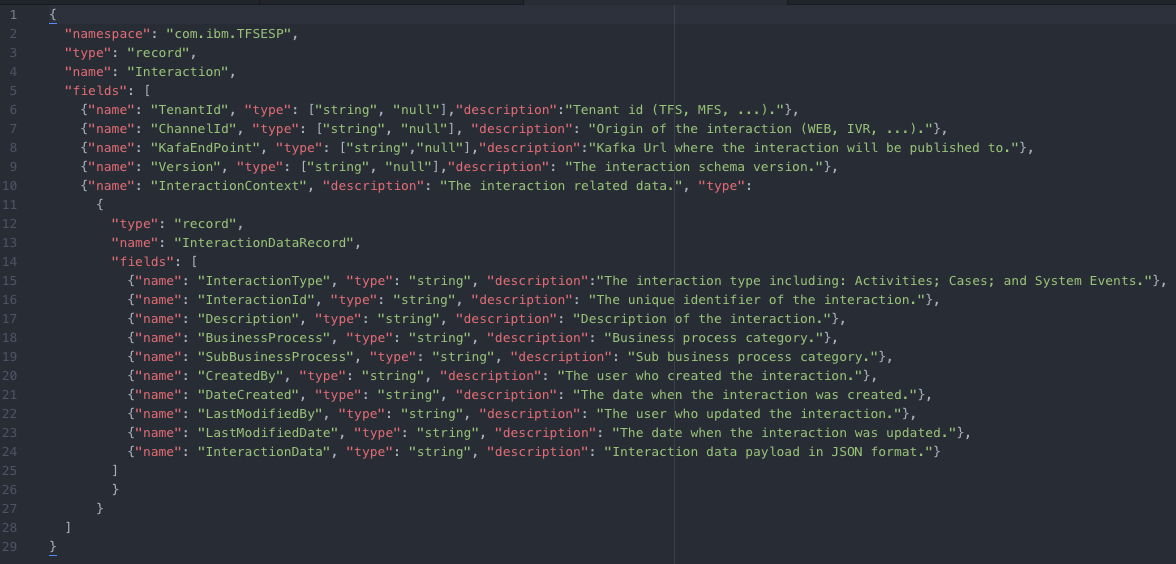 1 {
2   "namespace": "com.ibm.TFSESP",
3   "type": "record",
4   "name": "Interaction",
5   "fields": [
6     {"name": "TenantId", "type": ["string", "null"],"description":"Tenant id (TFS, MFS, ...)."},
7     {"name": "ChannelId", "type": ["string", "null"], "description": "Origin of the interaction (WEB, IVR, ...)."},
8     {"name": "KafaEndPoint", "type": ["string","null"],"description":"Kafka Url where the interaction will be published to."},
9     {"name": "Version", "type": ["string", "null"],"description": "The interaction schema version."},
10     {"name": "InteractionContext", "description": "The interaction related data.", "type":
11       {
12         "type": "record",
13         "name": "InteractionDataRecord",
14         "fields": [
15           {"name": "InteractionType", "type": "string", "description":"The interaction type including: Activities; Cases; and System Events."},
16           {"name": "InteractionId", "type": "string", "description": "The unique identifier of the interaction."},
17           {"name": "Description", "type": "string", "description": "Description of the interaction."},
18           {"name": "BusinessProcess", "type": "string", "description": "Business process category."},
19           {"name": "SubBusinessProcess", "type": "string", "description": "Sub business process category."},
20           {"name": "CreatedBy", "type": "string", "description": "The user who created the interaction."},
21           {"name": "DateCreated", "type": "string", "description": "The date when the interaction was created."},
22           {"name": "LastModifiedBy", "type": "string", "description": "The user who updated the interaction."},
23           {"name": "LastModifiedDate", "type": "string", "description": "The date when the interaction was updated."},
24           {"name": "InteractionData", "type": "string", "description": "Interaction data payload in JSON format."}
25         ]
26         }
27       }
28   ]
29 }